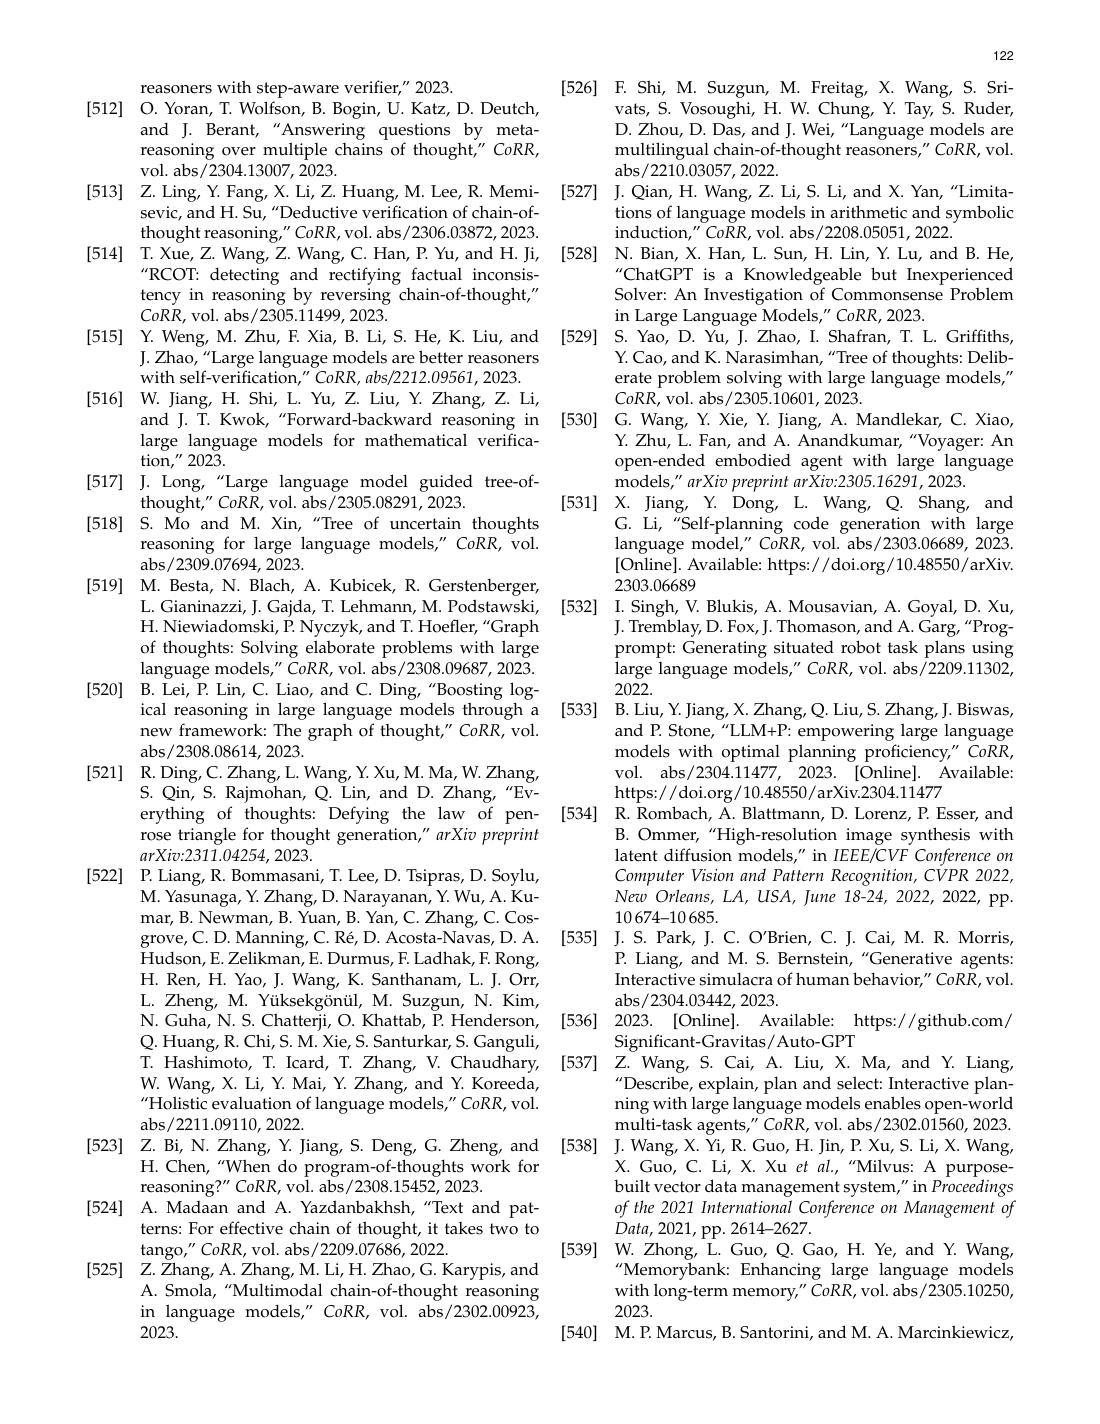 122
reasoners with step-aware verifier,” 2023.
[512] O. Yoran, T. Wolfson, B. Bogin, U. Katz, D. Deutch,
and J. Berant, “Answering questions by meta-
reasoning over multiple chains of thought,” CoRR,
vol. abs/2304.13007, 2023.
[513] Z. Ling, Y. Fang, X. Li, Z. Huang, M. Lee, R. Memi-
sevic, and H. Su, “Deductive verification of chain-of-
thought reasoning,” CoRR, vol. abs/2306.03872, 2023.
[514] T. Xue, Z. Wang, Z. Wang, C. Han, P. Yu, and H. Ji,
“RCOT: detecting and rectifying factual inconsis-
tency in reasoning by reversing chain-of-thought,”
CoRR, vol. abs/2305.11499, 2023.
[515] Y. Weng, M. Zhu, F. Xia, B. Li, S. He, K. Liu, and
J. Zhao, “Large language models are better reasoners
with self-verification,” CoRR, abs/2212.09561, 2023.
[516] W. Jiang, H. Shi, L. Yu, Z. Liu, Y. Zhang, Z. Li,
and J. T. Kwok, “Forward-backward reasoning in
large language models for mathematical verifica-
tion,” 2023.
[517] J. Long, “Large language model guided tree-of-
thought,” CoRR, vol. abs/2305.08291, 2023.
[518] S. Mo and M. Xin, “Tree of uncertain thoughts
reasoning for large language models,” CoRR, vol.
abs/2309.07694, 2023.
[519] M. Besta, N. Blach, A. Kubicek, R. Gerstenberger,
L. Gianinazzi, J. Gajda, T. Lehmann, M. Podstawski,
H. Niewiadomski, P. Nyczyk, and T. Hoefler, “Graph
of thoughts: Solving elaborate problems with large
language models,” CoRR, vol. abs/2308.09687, 2023.
[520] B. Lei, P. Lin, C. Liao, and C. Ding, “Boosting log-
ical reasoning in large language models through a
new framework: The graph of thought,” CoRR, vol.
abs/2308.08614, 2023.
[521] R. Ding, C. Zhang, L. Wang, Y. Xu, M. Ma, W. Zhang,
S. Qin, S. Rajmohan, Q. Lin, and D. Zhang, “Ev-
erything of thoughts: Defying the law of pen-
rose triangle for thought generation,” arXiv preprint
arXiv:2311.04254, 2023.
[522] P. Liang, R. Bommasani, T. Lee, D. Tsipras, D. Soylu,
M. Yasunaga, Y. Zhang, D. Narayanan, Y. Wu, A. Ku-
mar, B. Newman, B. Yuan, B. Yan, C. Zhang, C. Cos-
grove, C. D. Manning, C. Ré, D. Acosta-Navas, D. A.
Hudson, E. Zelikman, E. Durmus, F. Ladhak, F. Rong,
H. Ren, H. Yao, J. Wang, K. Santhanam, L. J. Orr,
L. Zheng, M. Yüksekgönül, M. Suzgun, N. Kim,
N. Guha, N. S. Chatterji, O. Khattab, P. Henderson,
Q. Huang, R. Chi, S. M. Xie, S. Santurkar, S. Ganguli,
T. Hashimoto, T. Icard, T. Zhang, V. Chaudhary,
W. Wang, X. Li, Y. Mai, Y. Zhang, and Y. Koreeda,
“Holistic evaluation of language models,” CoRR, vol.
abs/2211.09110, 2022.
[523] Z. Bi, N. Zhang, Y. Jiang, S. Deng, G. Zheng, and
H. Chen, “When do program-of-thoughts work for
reasoning?” CoRR, vol. abs/2308.15452, 2023.
[524] A. Madaan and A. Yazdanbakhsh, “Text and pat-
terns: For effective chain of thought, it takes two to
tango,” CoRR, vol. abs/2209.07686, 2022.
[525] Z. Zhang, A. Zhang, M. Li, H. Zhao, G. Karypis, and
A. Smola, “Multimodal chain-of-thought reasoning
in language models,” CoRR, vol. abs/2302.00923,
2023.
[526] F. Shi, M. Suzgun, M. Freitag, X. Wang, S. Sri-
vats, S. Vosoughi, H. W. Chung, Y. Tay, S. Ruder,
D. Zhou, D. Das, and J. Wei, “Language models are
multilingual chain-of-thought reasoners,” CoRR, vol.
abs/2210.03057, 2022.
[527] J. Qian, H. Wang, Z. Li, S. Li, and X. Yan, “Limita-
tions of language models in arithmetic and symbolic
induction,” CoRR, vol. abs/2208.05051, 2022.
[528] N. Bian, X. Han, L. Sun, H. Lin, Y. Lu, and B. He,
“ChatGPT is a Knowledgeable but Inexperienced
Solver: An Investigation of Commonsense Problem
in Large Language Models,” CoRR, 2023.
[529] S. Yao, D. Yu, J. Zhao, I. Shafran, T. L. Griffiths,
Y. Cao, and K. Narasimhan, “Tree of thoughts: Delib-
erate problem solving with large language models,”
CoRR, vol. abs/2305.10601, 2023.
[530] G. Wang, Y. Xie, Y. Jiang, A. Mandlekar, C. Xiao,
Y. Zhu, L. Fan, and A. Anandkumar, “Voyager: An
open-ended embodied agent with large language
models,” arXiv preprint arXiv:2305.16291, 2023.
[531] X. Jiang, Y. Dong, L. Wang, Q. Shang, and
G. Li, “Self-planning code generation with large
language model,” CoRR, vol. abs/2303.06689, 2023.
[Online]. Available: https://doi.org/10.48550/arXiv.
2303.06689
[532] I. Singh, V. Blukis, A. Mousavian, A. Goyal, D. Xu,
J. Tremblay, D. Fox, J. Thomason, and A. Garg, “Prog-
prompt: Generating situated robot task plans using
large language models,” CoRR, vol. abs/2209.11302,
2022.
[533] B. Liu, Y. Jiang, X. Zhang, Q. Liu, S. Zhang, J. Biswas,
and P. Stone, “LLM+P: empowering large language
models with optimal planning proficiency,” CoRR,
vol. abs/2304.11477, 2023. [Online]. Available:
https://doi.org/10.48550/arXiv.2304.11477
[534] R. Rombach, A. Blattmann, D. Lorenz, P. Esser, and
B. Ommer, “High-resolution image synthesis with
latent diffusion models,” in IEEE/CVF Conference on
Computer Vision and Pattern Recognition, CVPR 2022,
New Orleans, LA, USA, June 18-24, 2022, 2022, pp.
10 674–10 685.
[535] J. S. Park, J. C. O’Brien, C. J. Cai, M. R. Morris,
P. Liang, and M. S. Bernstein, “Generative agents:
Interactive simulacra of human behavior,” CoRR, vol.
abs/2304.03442, 2023.
[536] 2023. [Online]. Available: https://github.com/
Significant-Gravitas/Auto-GPT
[537] Z. Wang, S. Cai, A. Liu, X. Ma, and Y. Liang,
“Describe, explain, plan and select: Interactive plan-
ning with large language models enables open-world
multi-task agents,” CoRR, vol. abs/2302.01560, 2023.
[538] J. Wang, X. Yi, R. Guo, H. Jin, P. Xu, S. Li, X. Wang,
X. Guo, C. Li, X. Xu et al., “Milvus: A purpose-
built vector data management system,” in Proceedings
of the 2021 International Conference on Management of
Data, 2021, pp. 2614–2627.
[539] W. Zhong, L. Guo, Q. Gao, H. Ye, and Y. Wang,
“Memorybank: Enhancing large language models
with long-term memory,” CoRR, vol. abs/2305.10250,
2023.
[540] M. P. Marcus, B. Santorini, and M. A. Marcinkiewicz,